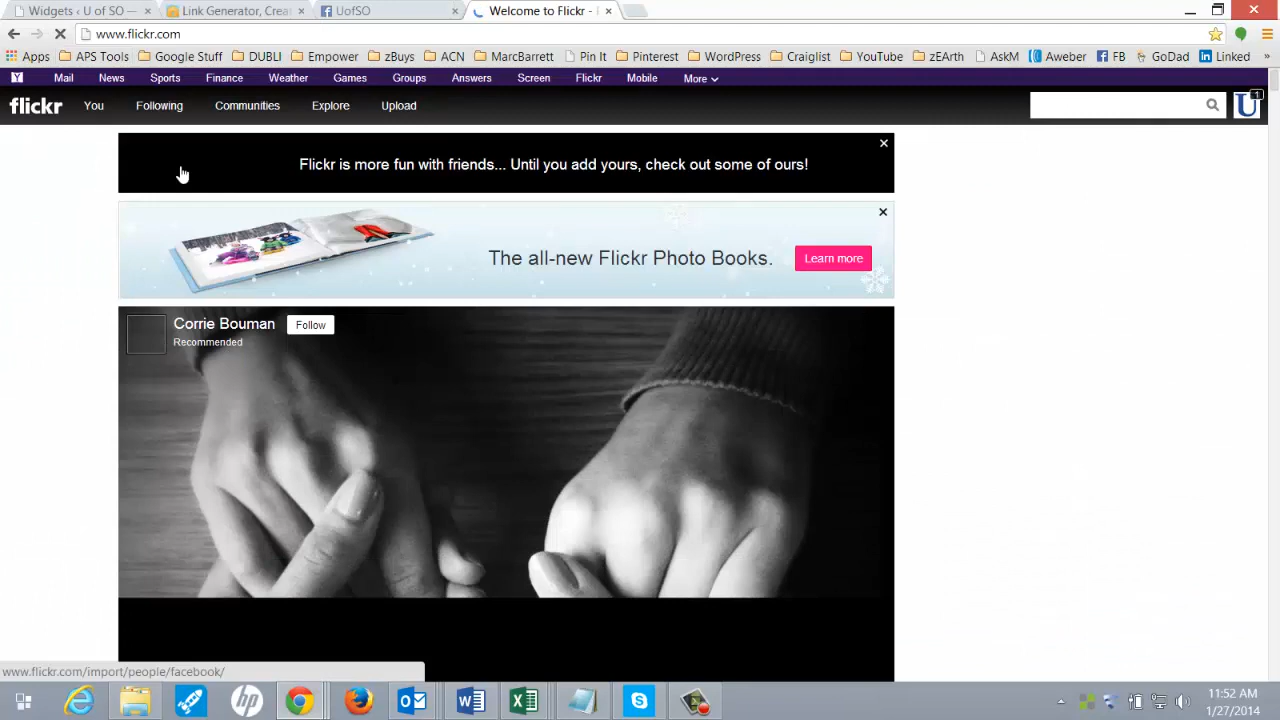 Widgets ‹ U of SO —
Link Generator, Creat
UofSO
Welcome to Flickr -
www.flickr.com
Apps APS Tools Google Stuff DUBLI Empower zBuys ACN MarcBarrett Pin It Pinterest WordPress Craiglist YouTube zEarth AskM Aweber FB GoDad Linked »
Y Mail News Sports Finance Weather Games Groups Answers Screen Flickr Mobile More
flickr You Following Communities Explore Upload U 1
Flickr is more fun with friends... Until you add yours, check out some of ours!
The all-new Flickr Photo Books. Learn more
Corrie Bouman Follow
Recommended
www.flickr.com/import/people/facebook/
11:52 AM
1/27/2014